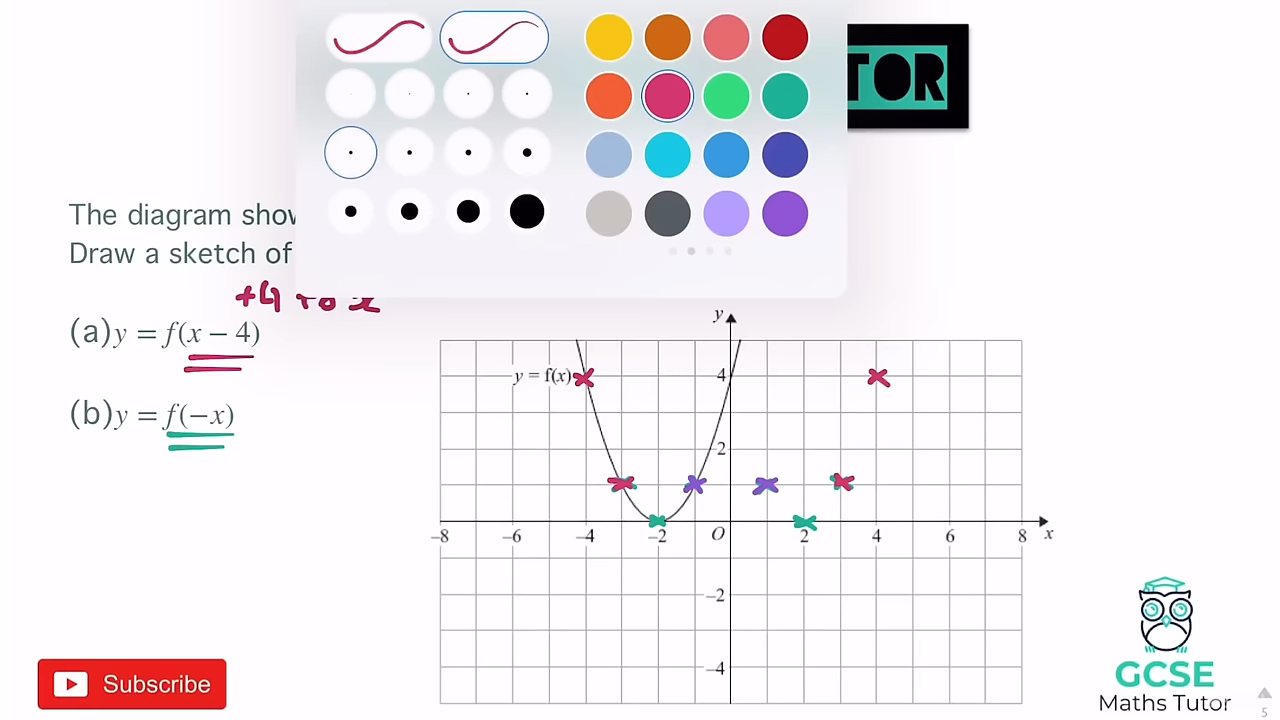 TOR
The diagram show
Draw a sketch of
+4 to x
(a) y = f(x − 4)
(b) y = f(−x)
y
y = f(x)
4
2
−8 −6 −4 −2 O 2 4 6 8 x
−2
−4
Subscribe
GCSE
Maths Tutor
5